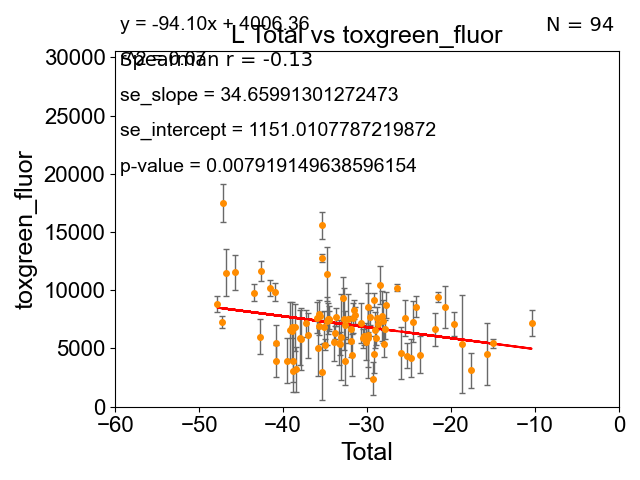 y = -94.10x + 4006.36
N = 94
L Total vs toxgreen_fluor
Spearman r = -0.13
se_slope = 34.65991301272473
se_intercept = 1151.0107787219872
p-value = 0.007919149638596154
30000
25000
20000
15000
10000
5000
0
toxgreen_fluor
−60 −50 −40 −30 −20 −10 0
Total